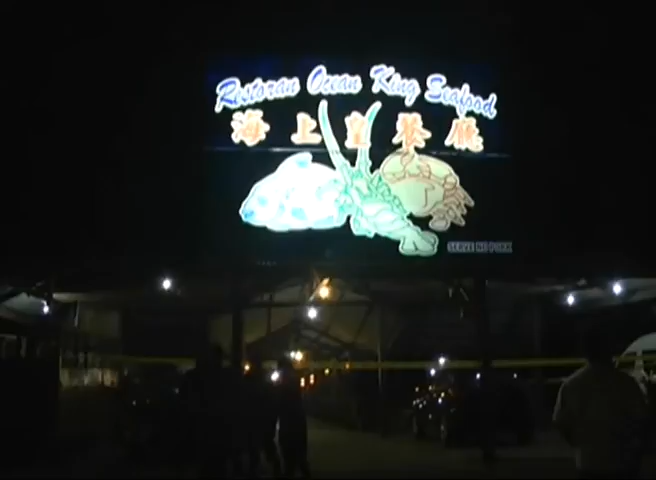 Restoran Ocean King Seafood
海上皇餐廳
SERVE NO PORK